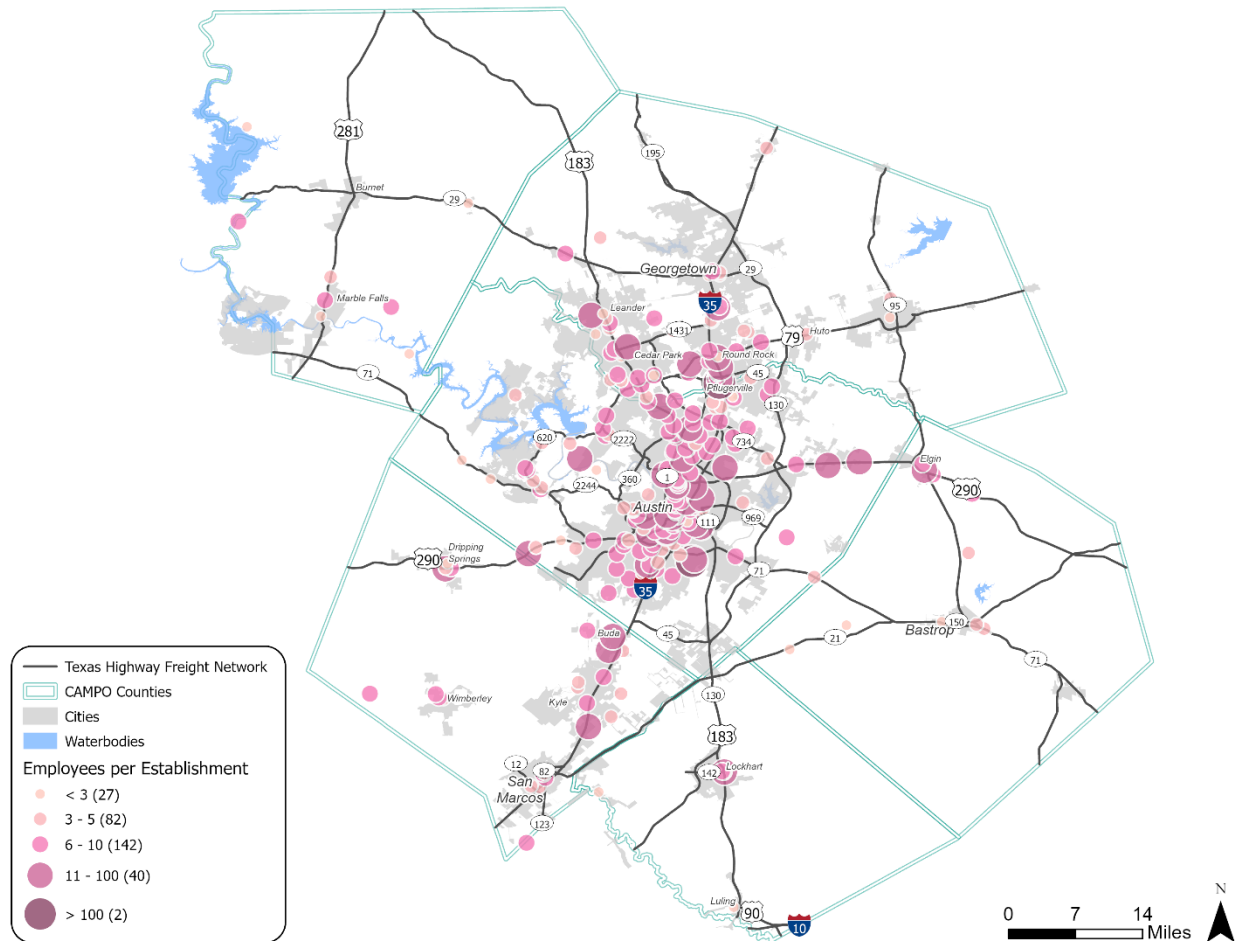 281
183
195
Burnet
29
Georgetown
29
35
Marble Falls
Leander
95
1431
79
Huto
Cedar Park
Round Rock
71
45
Pflugerville
130
620
2222
734
Elgin
1
360
2244
290
Austin
111
969
Dripping
Springs
290
71
35
Buda
45
21
Bastrop
150
71
Wimberley
Kyle
130
183
12
82
San
Marcos
142
Lockhart
123
Luling
90
10
Texas Highway Freight Network
CAMPO Counties
Cities
Waterbodies
Employees per Establishment
< 3 (27)
3 - 5 (82)
6 - 10 (142)
11 - 100 (40)
> 100 (2)
N
0 7 14
Miles